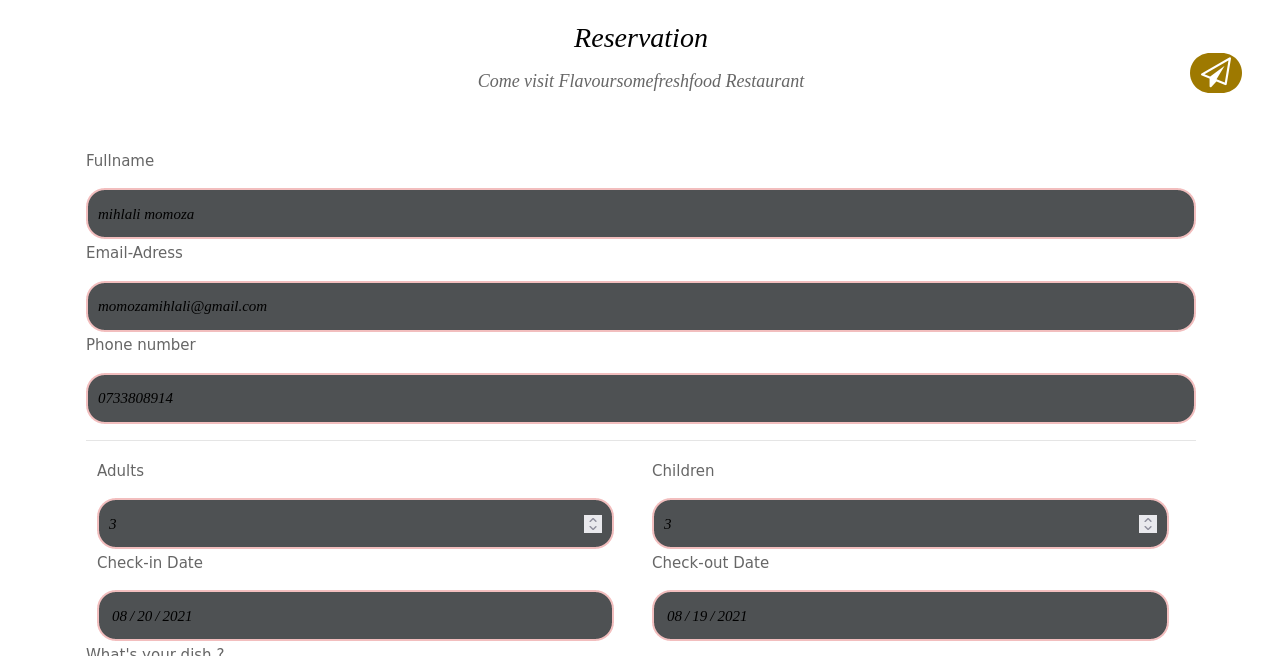 Reservation
Come visit Flavoursomefreshfood Restaurant
Fullname
mihlali momoza
Email-Adress
momozamihlali@gmail.com
Phone number
0733808914
Adults Children
3 3
Check-in Date Check-out Date
08 / 20 / 2021 08 / 19 / 2021
What's your dish ?